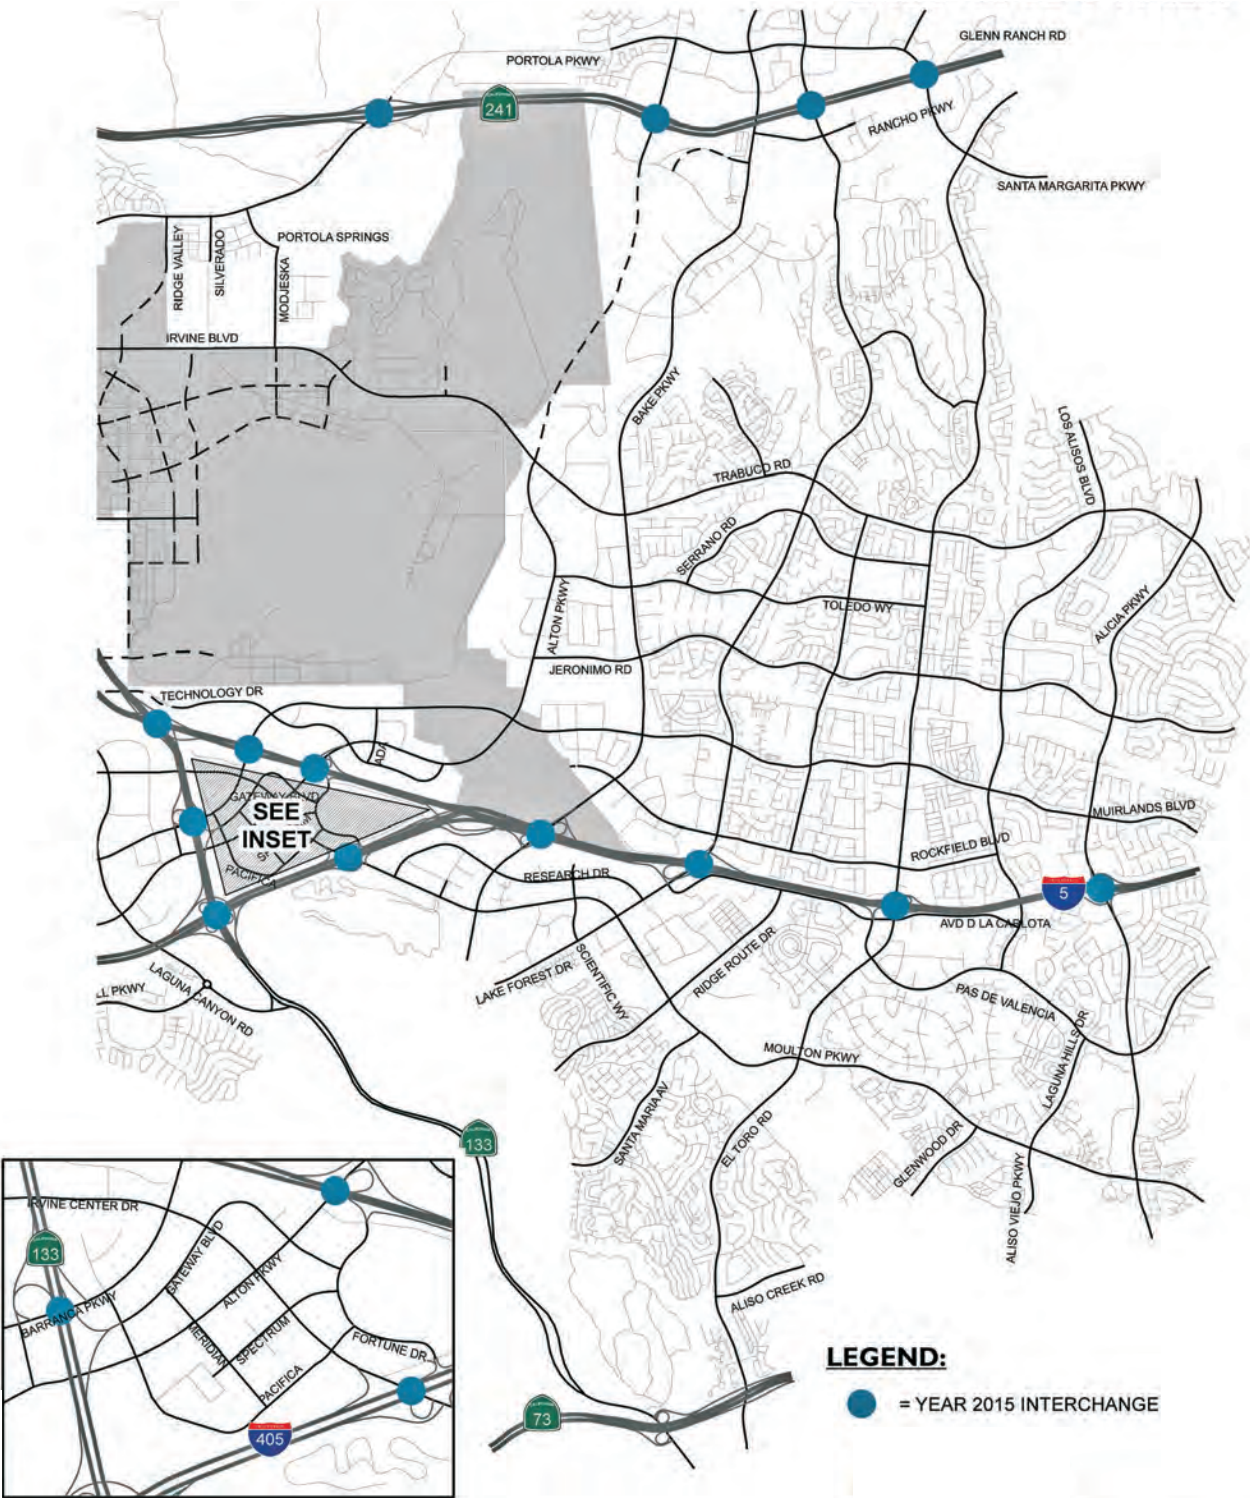 GLENN RANCH RD
PORTOLA PKWY
241
RANCHO PKWY
SANTA MARGARITA PKWY
PORTOLA SPRINGS
RIDGE VALLEY
SILVERADO
MODJESKA
IRVINE BLVD
BAKE PKWY
LOS ALISOS BLVD
TRABUCO RD
SERRANO RD
ALTON PKWY
TOLEDO WY
ALICIA PKWY
JERONIMO RD
TECHNOLOGY DR
ADA
GATEWAY BLVD
SEE
INSET
PACIFICA
MUIRLANDS BLVD
ROCKFIELD BLVD
RESEARCH DR
5
AVD D LA CARLOTA
LAKE FOREST DR
SCIENTIFIC WY
RIDGE ROUTE DR
LL PKWY
LAGUNA CANYON RD
PAS DE VALENCIA
LAGUNA HILLS DR
MOULTON PKWY
SANTA MARIA AV
EL TORO RD
GLENWOOD DR
ALISO VIEJO PKWY
133
ALISO CREEK RD
IRVINE CENTER DR
133
GATEWAY BLVD
ALTON PKWY
BARRANCA PKWY
MERIDIAN
SPECTRUM
FORTUNE DR
PACIFICA
405
73
LEGEND:
= YEAR 2015 INTERCHANGE